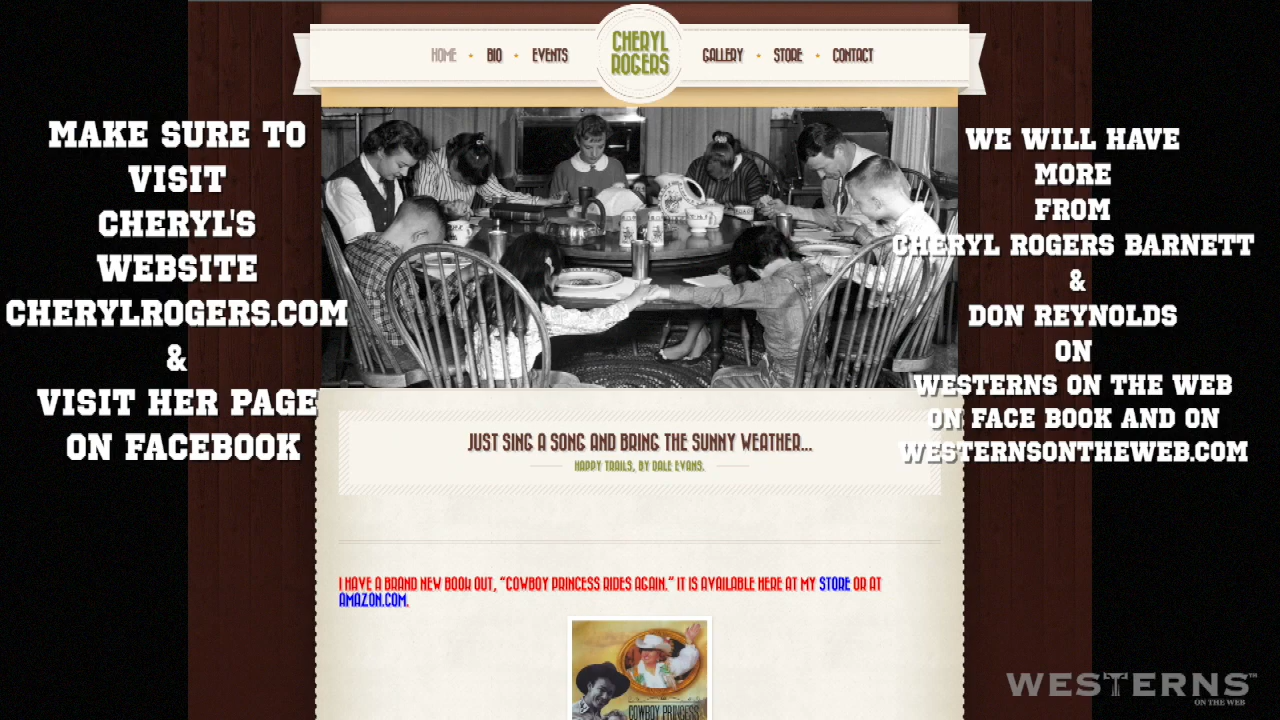 HOME BIO EVENTS CHERYL ROGERS GALLERY STORE CONTACT
MAKE SURE TO
VISIT
CHERYL'S
WEBSITE
CHERYLROGERS.COM
&
VISIT HER PAGE
ON FACEBOOK
WE WILL HAVE
MORE
FROM
CHERYL ROGERS BARNETT
&
DON REYNOLDS
ON
WESTERNS ON THE WEB
ON FACE BOOK AND ON
WESTERNSONTHEWEB.COM
JUST SING A SONG AND BRING THE SUNNY WEATHER...
HAPPY TRAILS, BY DALE EVANS.
I HAVE A BRAND NEW BOOK OUT, "COWBOY PRINCESS RIDES AGAIN." IT IS AVAILABLE HERE AT MY STORE OR AT
AMAZON.COM.
COWBOY PRINCESS
WESTERNS™
ON THE WEB